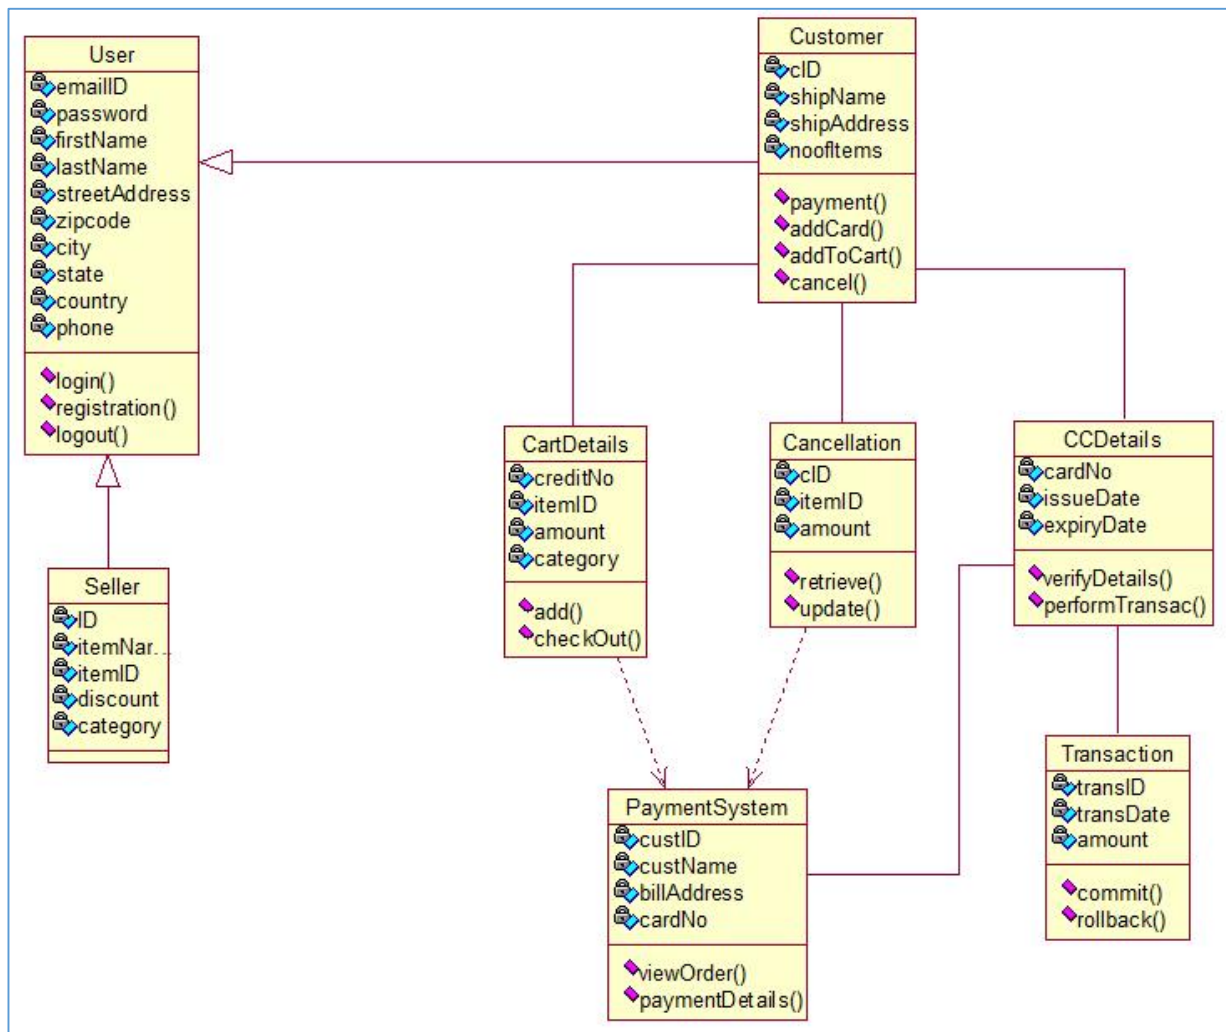 User
emailID
password
firstName
lastName
streetAddress
zipcode
city
state
country
phone
login()
registration()
logout()
Customer
cID
shipName
shipAddress
noofItems
payment()
addCard()
addToCart()
cancel()
CartDetails
creditNo
itemID
amount
category
add()
checkOut()
Cancellation
cID
itemID
amount
retrieve()
update()
CCDetails
cardNo
issueDate
expiryDate
verifyDetails()
performTransac()
Seller
ID
itemNar...
itemID
discount
category
PaymentSystem
custID
custName
billAddress
cardNo
viewOrder()
paymentDetails()
Transaction
transID
transDate
amount
commit()
rollback()